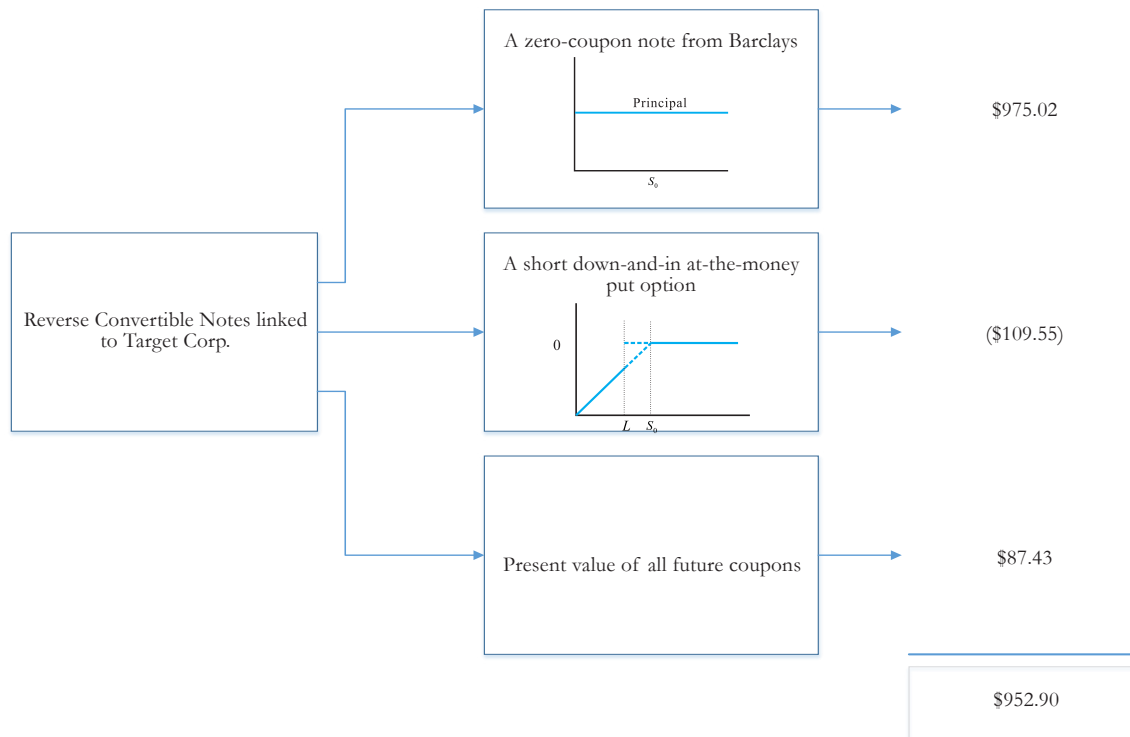 A zero-coupon note from Barclays
Principal
S₀
$975.02
Reverse Convertible Notes linked
to Target Corp.
A short down-and-in at-the-money
put option
0
L S₀
($109.55)
Present value of all future coupons
$87.43
$952.90